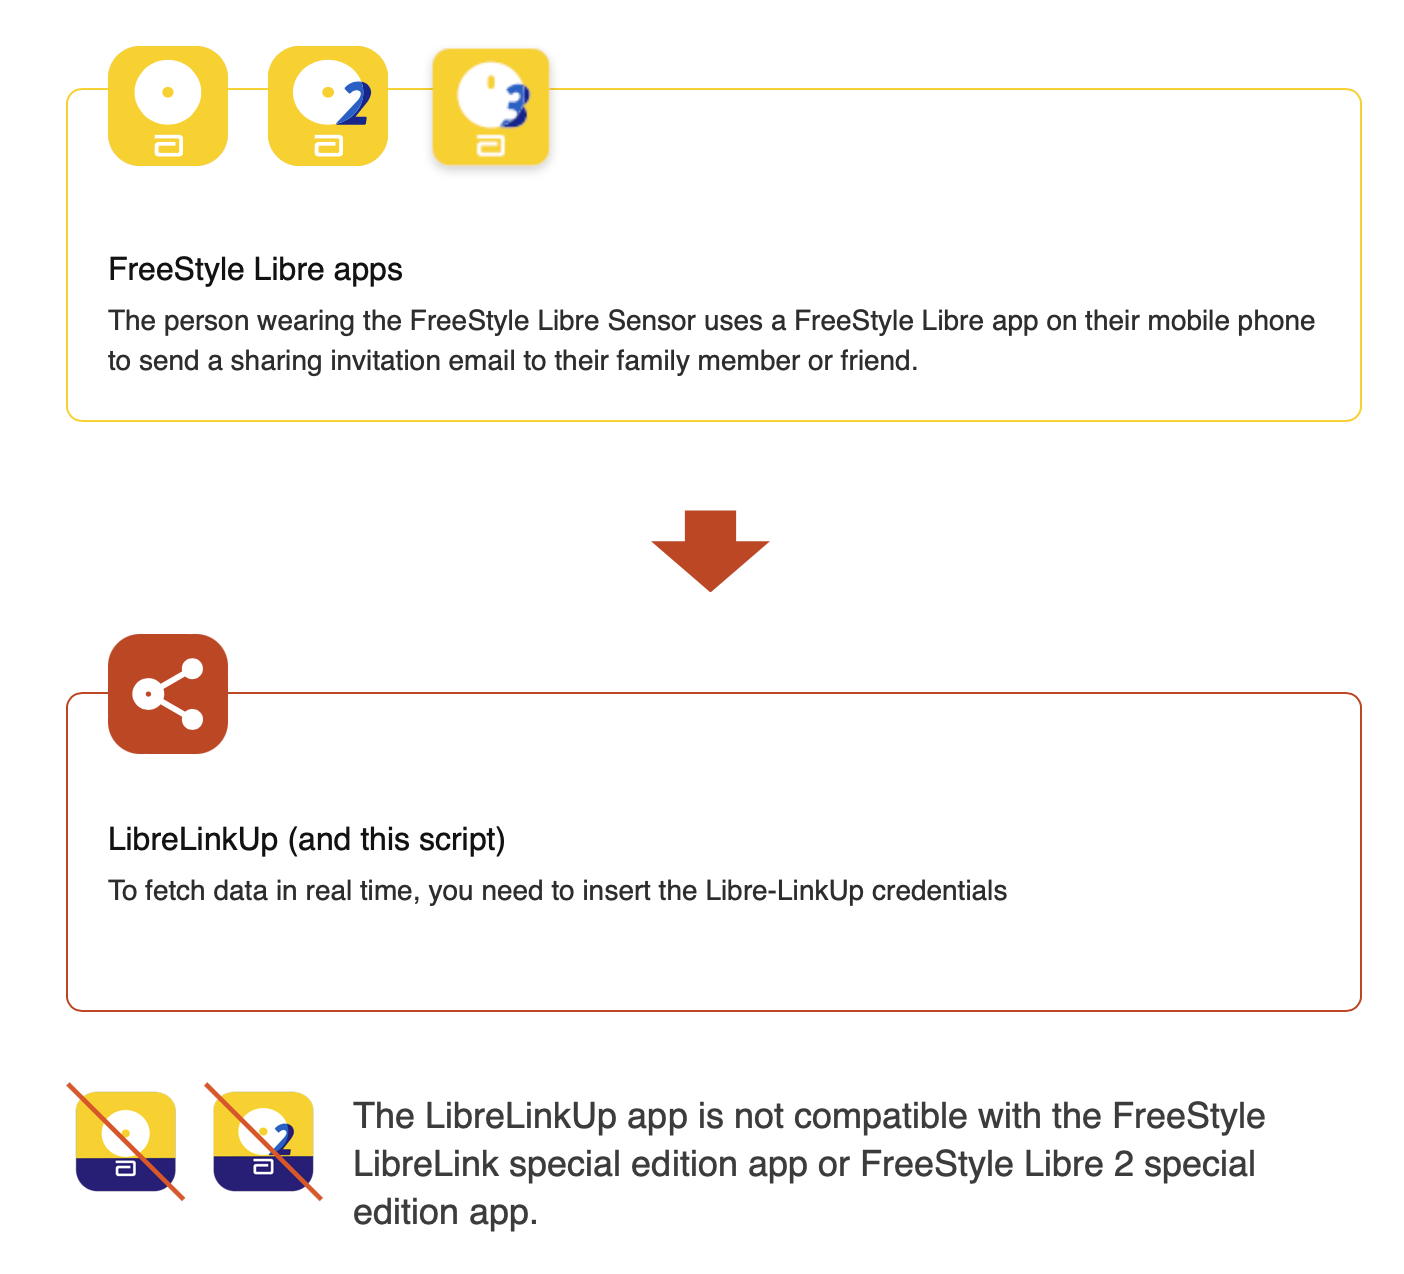 2
3
FreeStyle Libre apps
The person wearing the FreeStyle Libre Sensor uses a FreeStyle Libre app on their mobile phone
to send a sharing invitation email to their family member or friend.
LibreLinkUp (and this script)
To fetch data in real time, you need to insert the Libre-LinkUp credentials
2
The LibreLinkUp app is not compatible with the FreeStyle
LibreLink special edition app or FreeStyle Libre 2 special
edition app.